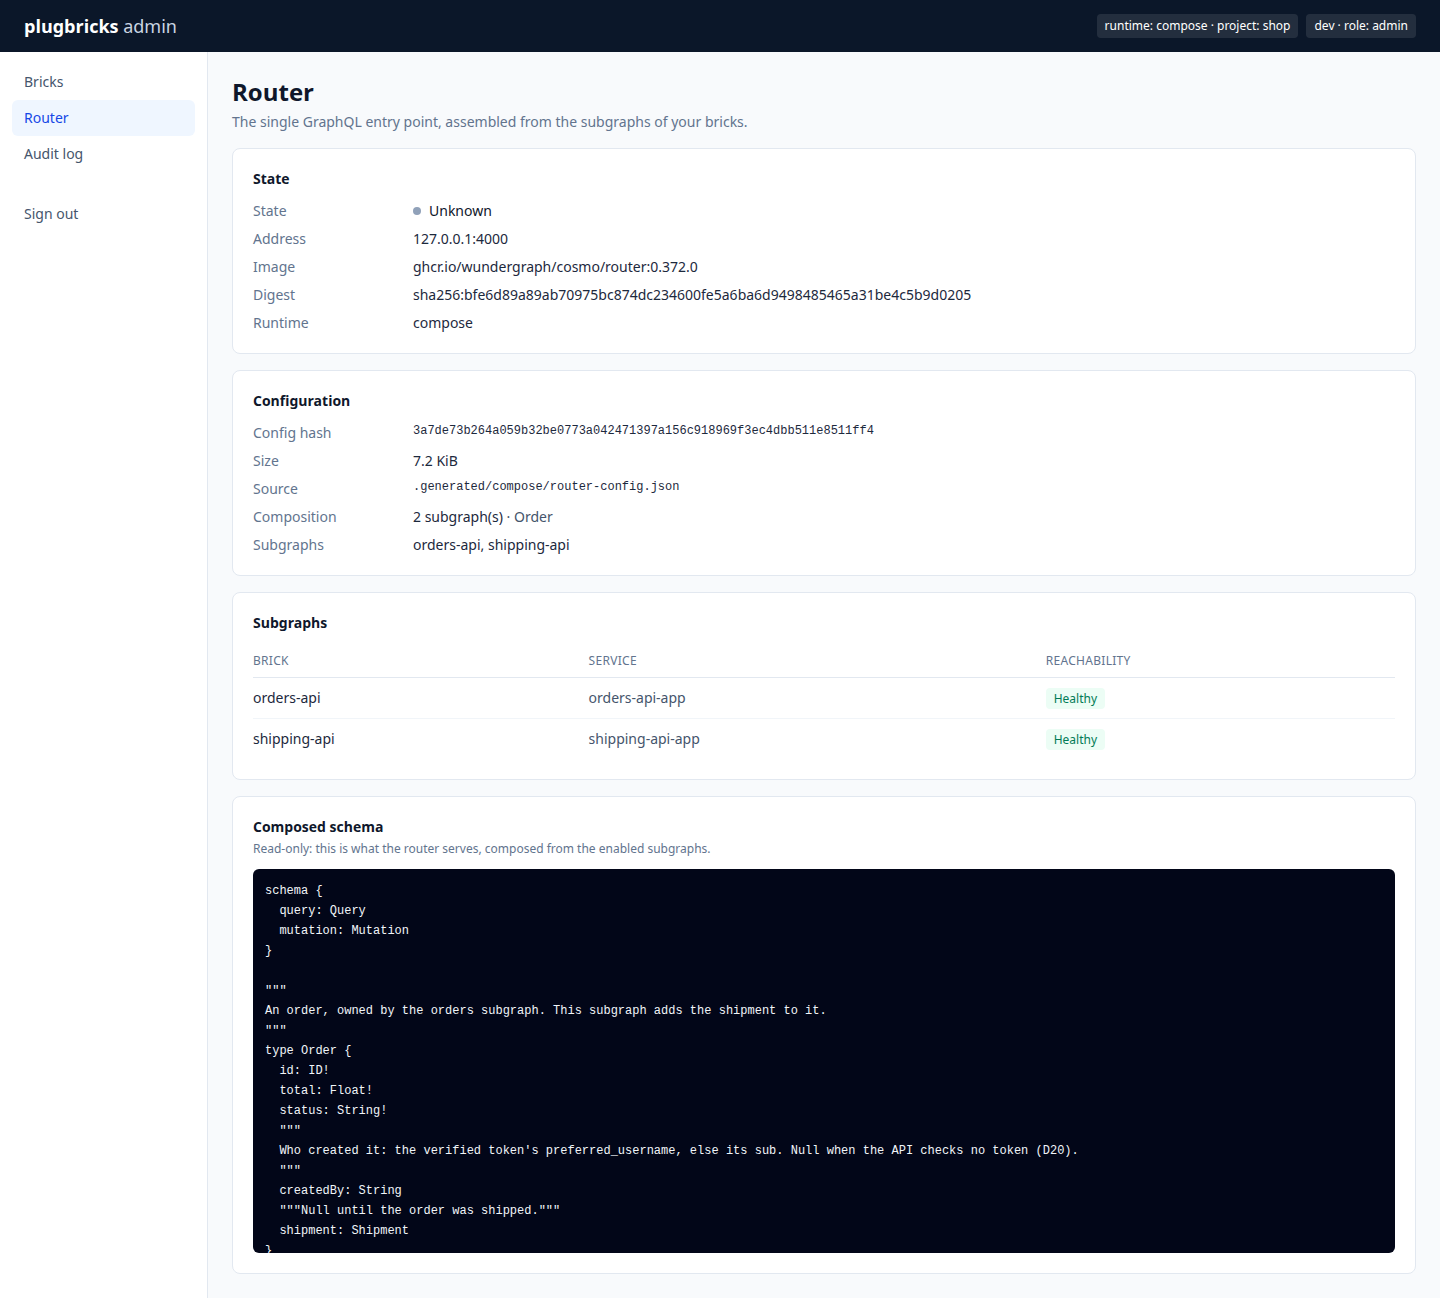 plugbricks admin
runtime: compose · project: shop
dev · role: admin
Bricks
Router
Audit log
Sign out
Router
The single GraphQL entry point, assembled from the subgraphs of your bricks.
State
State Unknown
Address 127.0.0.1:4000
Image ghcr.io/wundergraph/cosmo/router:0.372.0
Digest sha256:bfe6d89a89ab70975bc874dc234600fe5a6ba6d9498485465a31be4c5b9d0205
Runtime compose
Configuration
Config hash 3a7de73b264a059b32be0773a042471397a156c918969f3ec4dbb511e8511ff4
Size 7.2 KiB
Source .generated/compose/router-config.json
Composition 2 subgraph(s) · Order
Subgraphs orders-api, shipping-api
Subgraphs
BRICK SERVICE REACHABILITY
orders-api orders-api-app Healthy
shipping-api shipping-api-app Healthy
Composed schema
Read-only: this is what the router serves, composed from the enabled subgraphs.
schema {
  query: Query
  mutation: Mutation
}
"""
An order, owned by the orders subgraph. This subgraph adds the shipment to it.
"""
type Order {
  id: ID!
  total: Float!
  status: String!
  """
  Who created it: the verified token's preferred_username, else its sub. Null when the API checks no token (D20).
  """
  createdBy: String
  """Null until the order was shipped."""
  shipment: Shipment
}